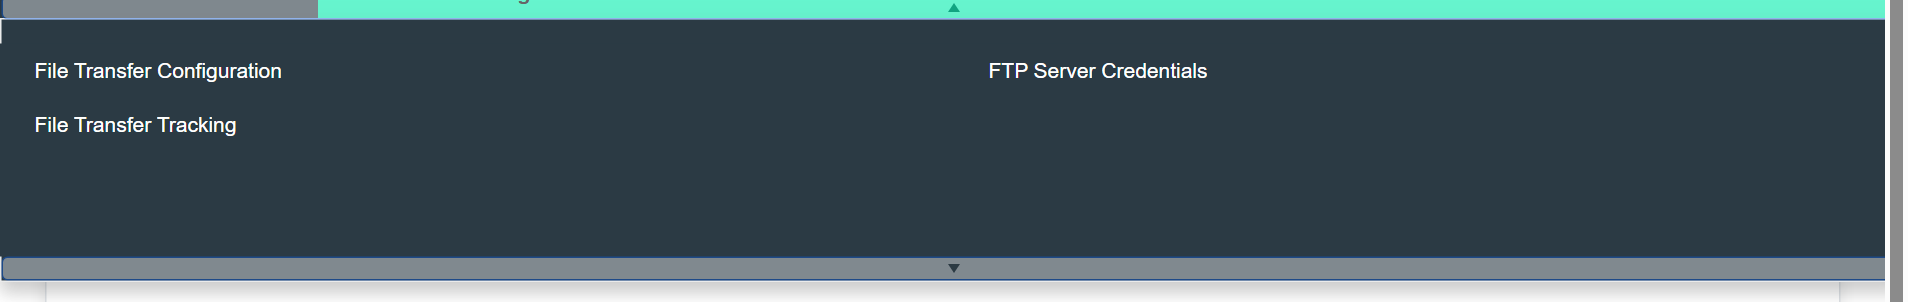 File Transfer Configuration
FTP Server Credentials
File Transfer Tracking